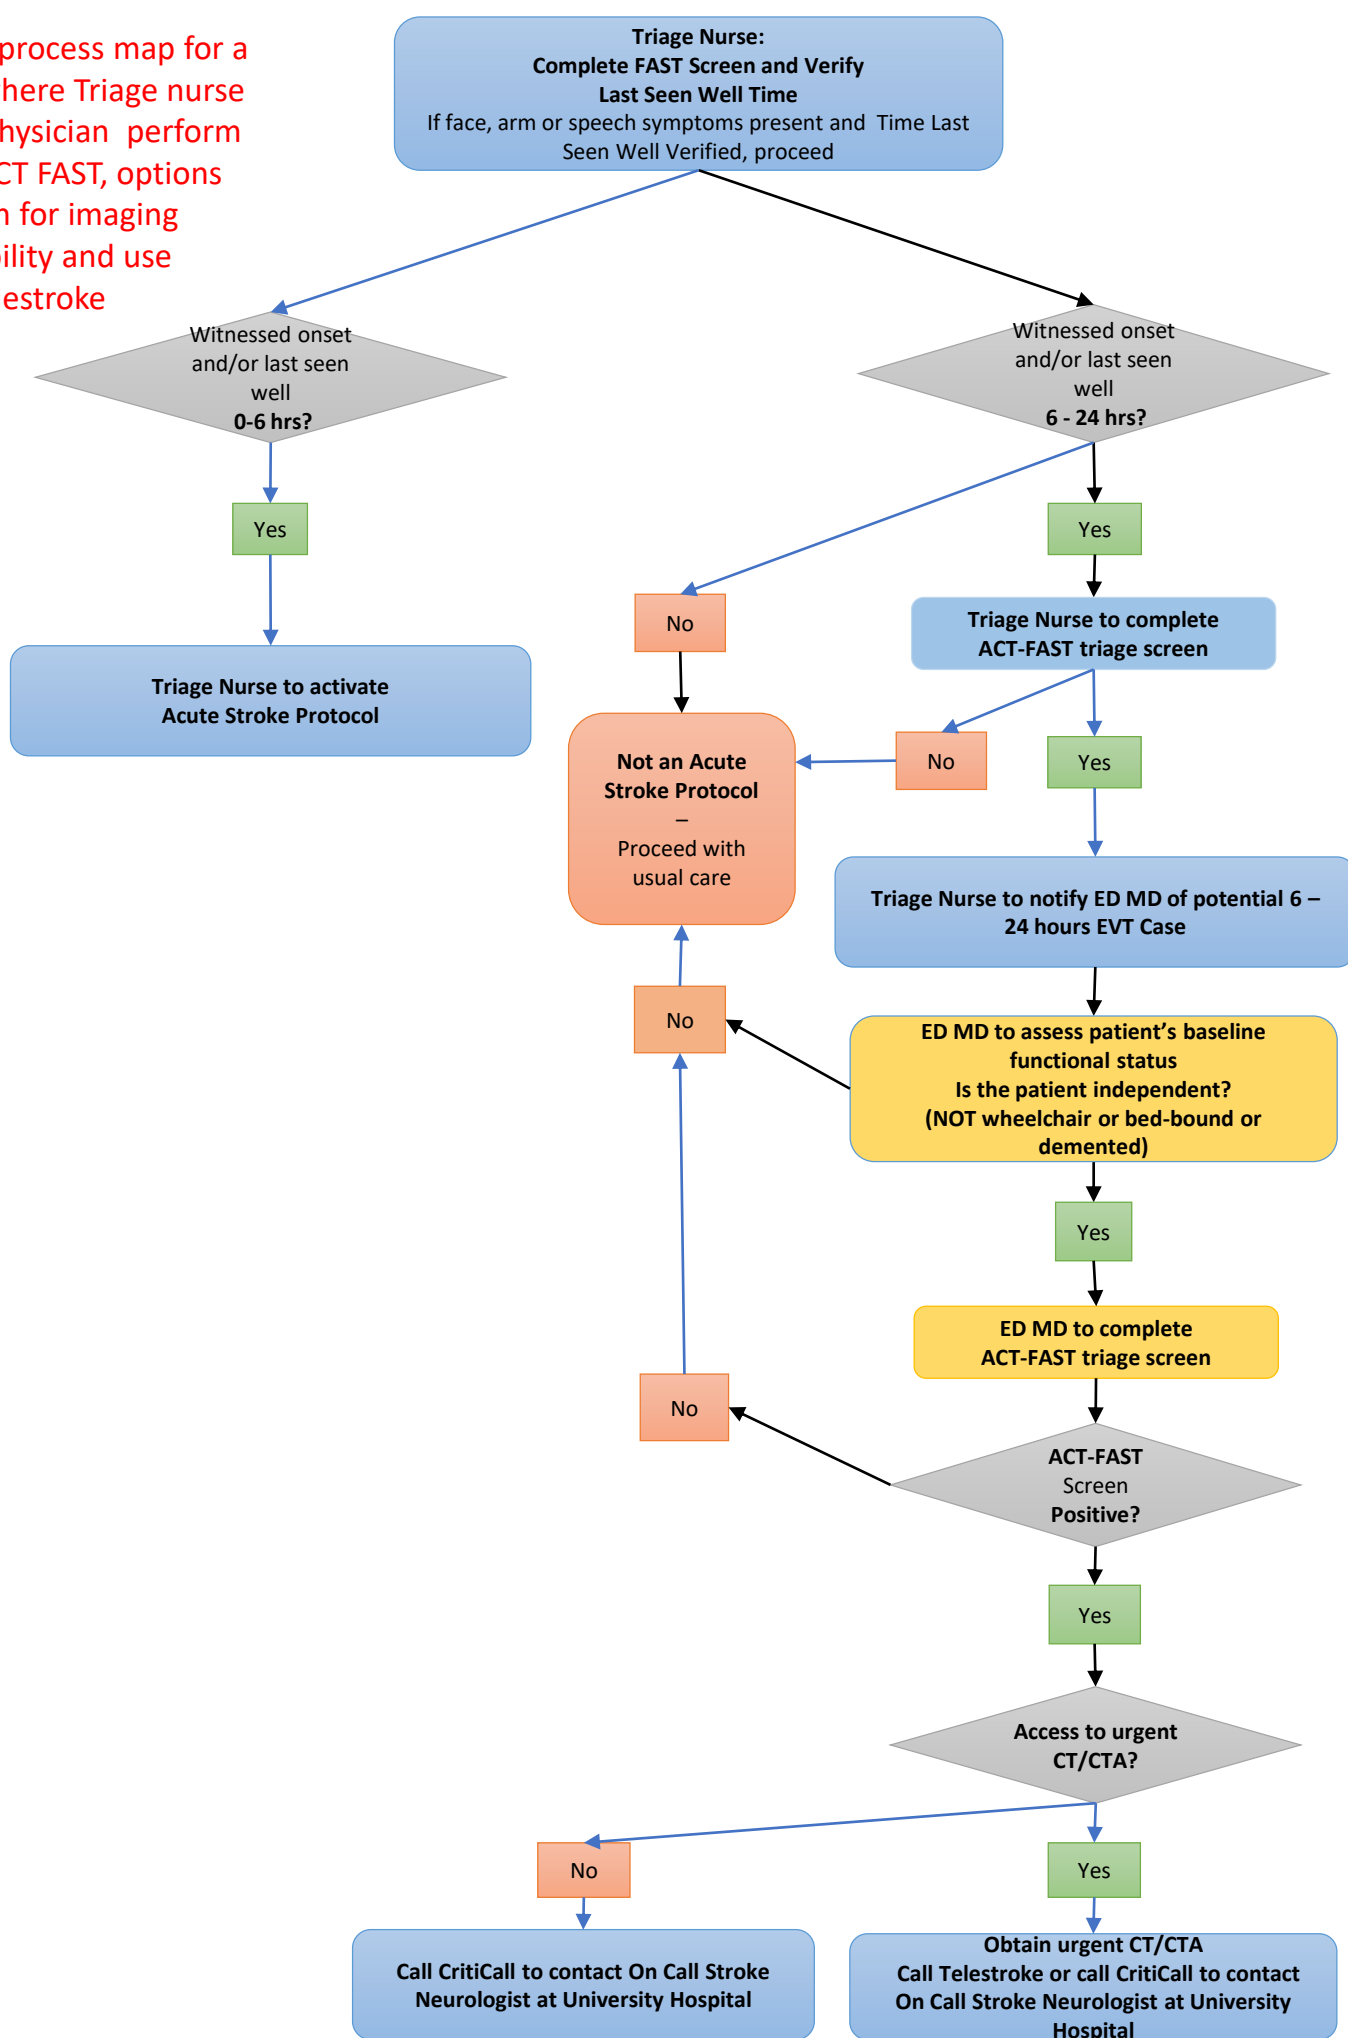 process map for a
Triage Nurse:
Complete FAST Screen and Verify
Last Seen Well Time
If face, arm or speech symptoms present and Time Last
Seen Well Verified, proceed
where Triage nurse
perform
CT FAST, options
for imaging
and use
Witnessed onset
and/or last seen
well
0-6 hrs?
Witnessed onset
and/or last seen
well
6 - 24 hrs?
Yes
Yes
No
Triage Nurse to complete
ACT-FAST triage screen
Triage Nurse to activate
Acute Stroke Protocol
No
Yes
Not an Acute
Stroke Protocol
–
Proceed with
usual care
Triage Nurse to notify ED MD of potential 6 –
24 hours EVT Case
No
ED MD to assess patient’s baseline
functional status
Is the patient independent?
(NOT wheelchair or bed-bound or
demented)
Yes
ED MD to complete
ACT-FAST triage screen
No
ACT-FAST
Screen
Positive?
Yes
Access to urgent
CT/CTA?
No
Yes
Call CritiCall to contact On Call Stroke
Neurologist at University Hospital
Obtain urgent CT/CTA
Call Telestroke or call CritiCall to contact
On Call Stroke Neurologist at University
Hospital